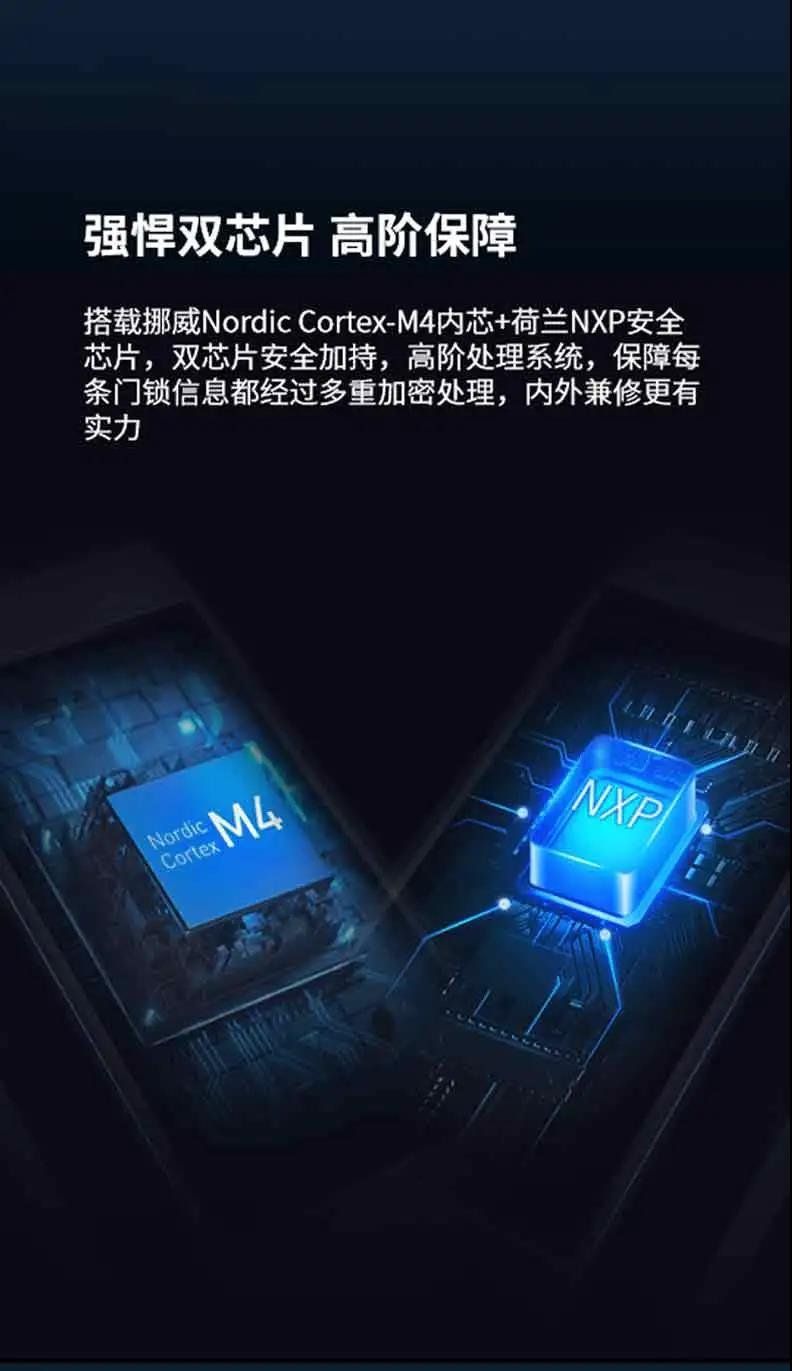 强悍双芯片 高阶保障
搭载挪威Nordic Cortex-M4内芯+荷兰NXP安全
芯片，双芯片安全加持，高阶处理系统，保障每
条门锁信息都经过多重加密处理，内外兼修更有
实力
Nordic
Cortex M4
NXP